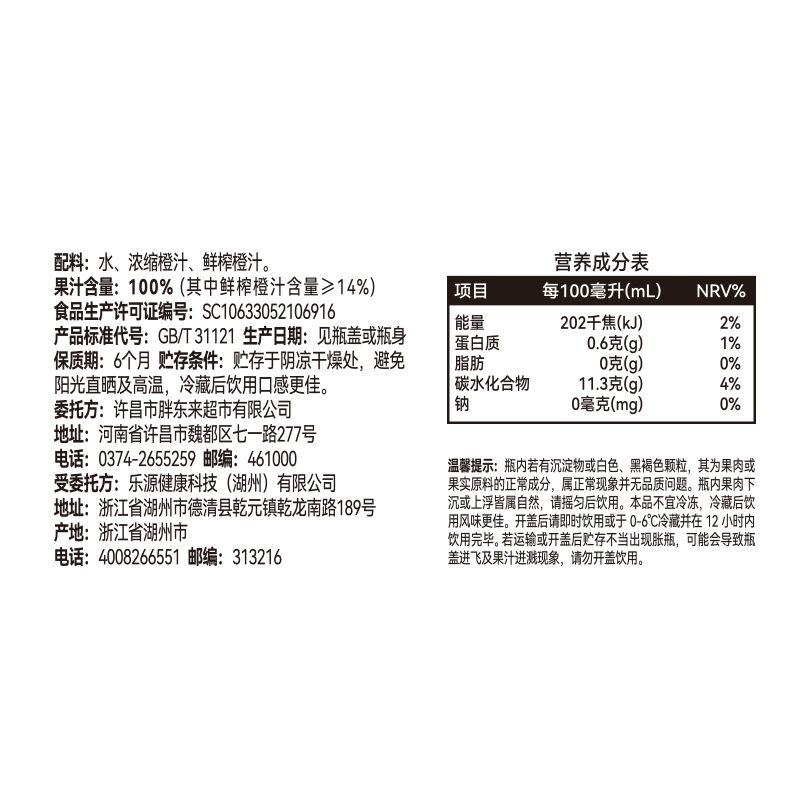 配料：水、浓缩橙汁、鲜榨橙汁。
果汁含量：100%（其中鲜榨橙汁含量≥14%）
食品生产许可证编号：SC10633052106916
产品标准代号：GB/T 31121 生产日期：见瓶盖或瓶身
保质期：6个月 贮存条件：贮存于阴凉干燥处，避免
阳光直晒及高温，冷藏后饮用口感更佳。
委托方：许昌市胖东来超市有限公司
地址：河南省许昌市魏都区七一路277号
电话：0374-2655259 邮编：461000
受委托方：乐源健康科技（湖州）有限公司
地址：浙江省湖州市德清县乾元镇乾龙南路189号
产地：浙江省湖州市
电话：4008266551 邮编：313216
营养成分表
项目 每100毫升(mL) NRV%
能量 202千焦(kJ) 2%
蛋白质 0.6克(g) 1%
脂肪 0克(g) 0%
碳水化合物 11.3克(g) 4%
钠 0毫克(mg) 0%
温馨提示：瓶内若有沉淀物或白色、黑褐色颗粒，其为果肉或
果实原料的正常成分，属正常现象并无品质问题。瓶内果肉下
沉或上浮皆属自然，请摇匀后饮用。本品不宜冷冻，冷藏后饮
用风味更佳。开盖后请即时饮用或于 0-6℃冷藏并在 12 小时内
饮用完毕。若运输或开盖后贮存不当出现胀瓶，可能会导致瓶
盖迸飞及果汁迸溅现象，请勿开盖饮用。